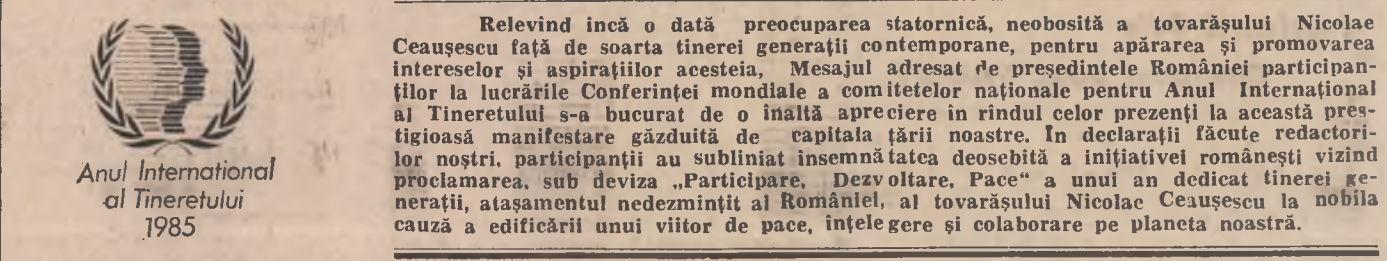 Anul International
al Tineretului
1985
Relevînd încă o dată preocuparea statornică, neobosită a tovarășului Nicolae
Ceaușescu față de soarta tinerei generații contemporane, pentru apărarea și promovarea
intereselor și aspirațiilor acesteia, Mesajul adresat de președintele României participan-
ților la lucrările Conferinței mondiale a comitetelor naționale pentru Anul Internațional
al Tineretului s-a bucurat de o înaltă apreciere în rîndul celor prezenți la această pres-
tigioasă manifestare găzduită de capitala țării noastre. In declarații făcute redactori-
lor noștri, participanții au subliniat însemnătatea deosebită a inițiativei românești vizînd
proclamarea, sub deviza „Participare, Dezvoltare, Pace“ a unui an dedicat tinerei ge-
nerații, atașamentul nedezmințit al României, al tovarășului Nicolae Ceaușescu la nobila
cauză a edificării unui viitor de pace, înțelegere și colaborare pe planeta noastră.